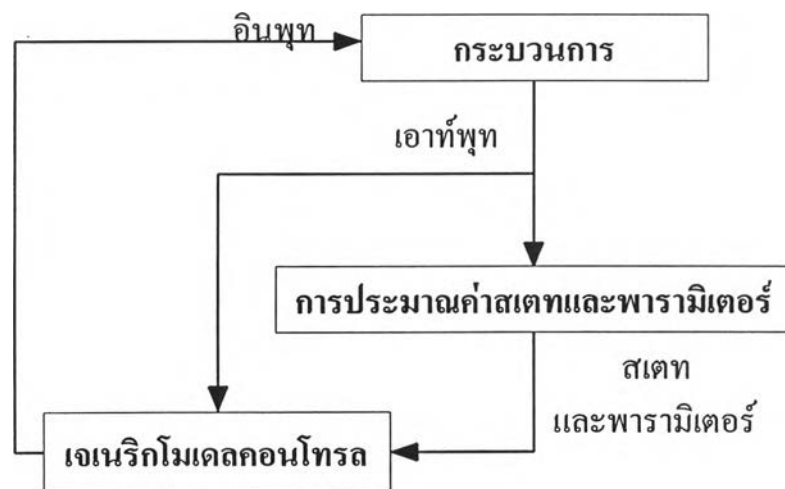 อินพุท
กระบวนการ
เอาท์พุท
การประมาณค่าสเตทและพารามิเตอร์
สเตท
และพารามิเตอร์
เจเนริกโมเดลคอนโทรล